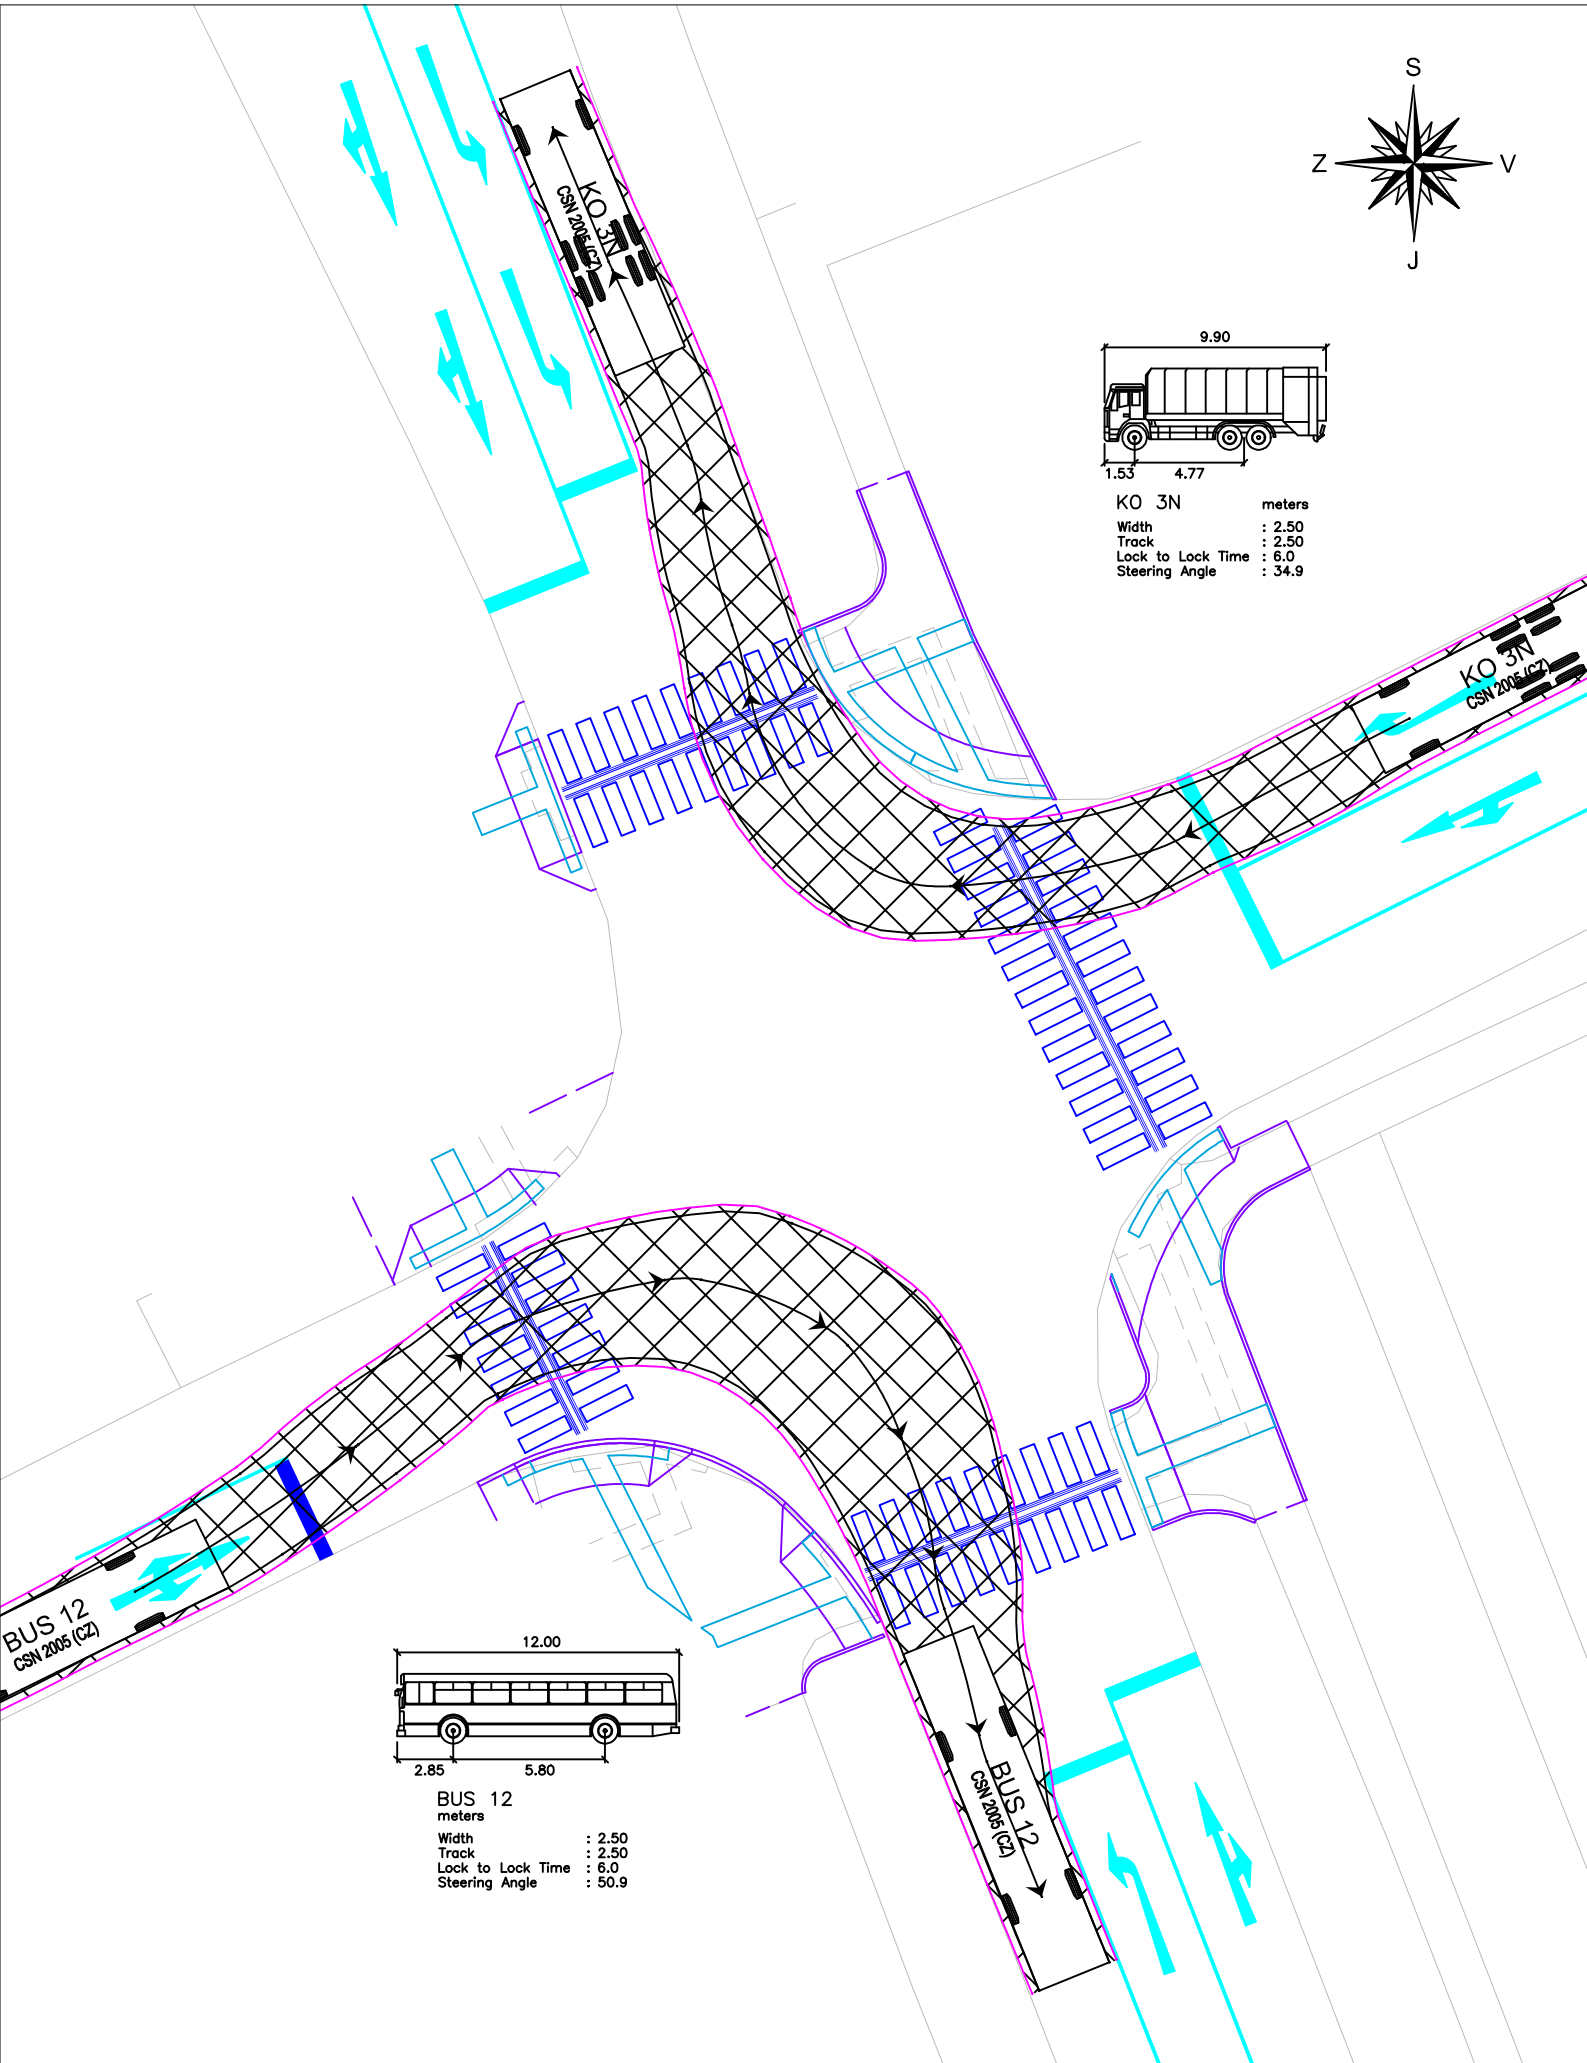 S
Z
V
J
KO 3N
CSN 2005 (CZ)
9.90
1.53
4.77
KO 3N meters
Width : 2.50
Track : 2.50
Lock to Lock Time : 6.0
Steering Angle : 34.9
KO 3N
CSN 2005 (CZ)
BUS 12
CSN 2005 (CZ)
12.00
2.85
5.80
BUS 12
meters
Width : 2.50
Track : 2.50
Lock to Lock Time : 6.0
Steering Angle : 50.9
BUS 12
CSN 2005 (CZ)